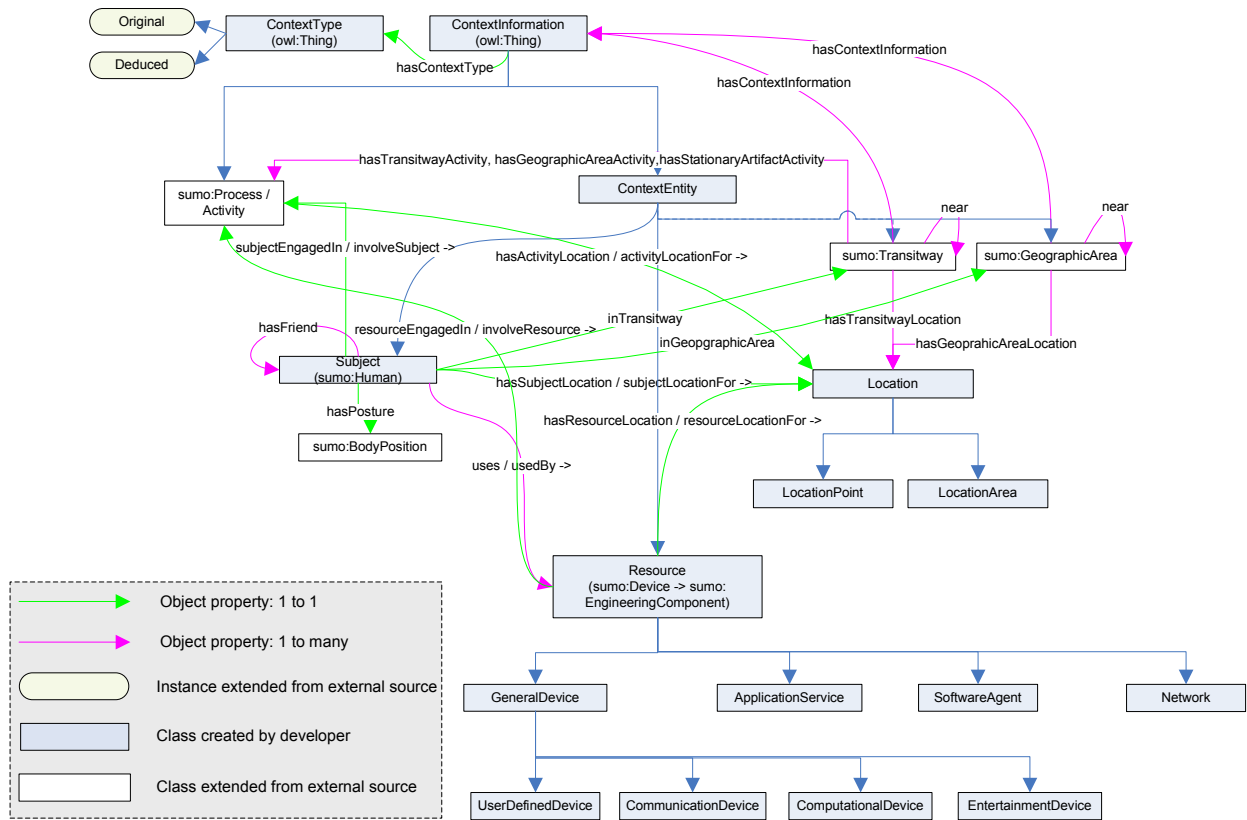 Original
ContextType
(owl:Thing)
ContextInformation
(owl:Thing)
Deduced
hasContextType
hasContextInformation
hasContextInformation
hasTransitwayActivity, hasGeographicAreaActivity,hasStationaryArtifactActivity
sumo:Process /
Activity
ContextEntity
near
near
subjectEngagedIn / involveSubject ->
hasActivityLocation / activityLocationFor ->
sumo:Transitway
sumo:GeographicArea
hasFriend
resourceEngagedIn / involveResource ->
inTransitway
hasTransitwayLocation
inGeopgraphicArea
hasGeoprahicAreaLocation
Subject
(sumo:Human)
hasSubjectLocation / subjectLocationFor ->
Location
hasPosture
hasResourceLocation / resourceLocationFor ->
sumo:BodyPosition
uses / usedBy ->
LocationPoint
LocationArea
Resource
(sumo:Device -> sumo:
EngineeringComponent)
Object property: 1 to 1
Object property: 1 to many
Instance extended from external source
Class created by developer
Class extended from external source
GeneralDevice
ApplicationService
SoftwareAgent
Network
UserDefinedDevice
CommunicationDevice
ComputationalDevice
EntertainmentDevice